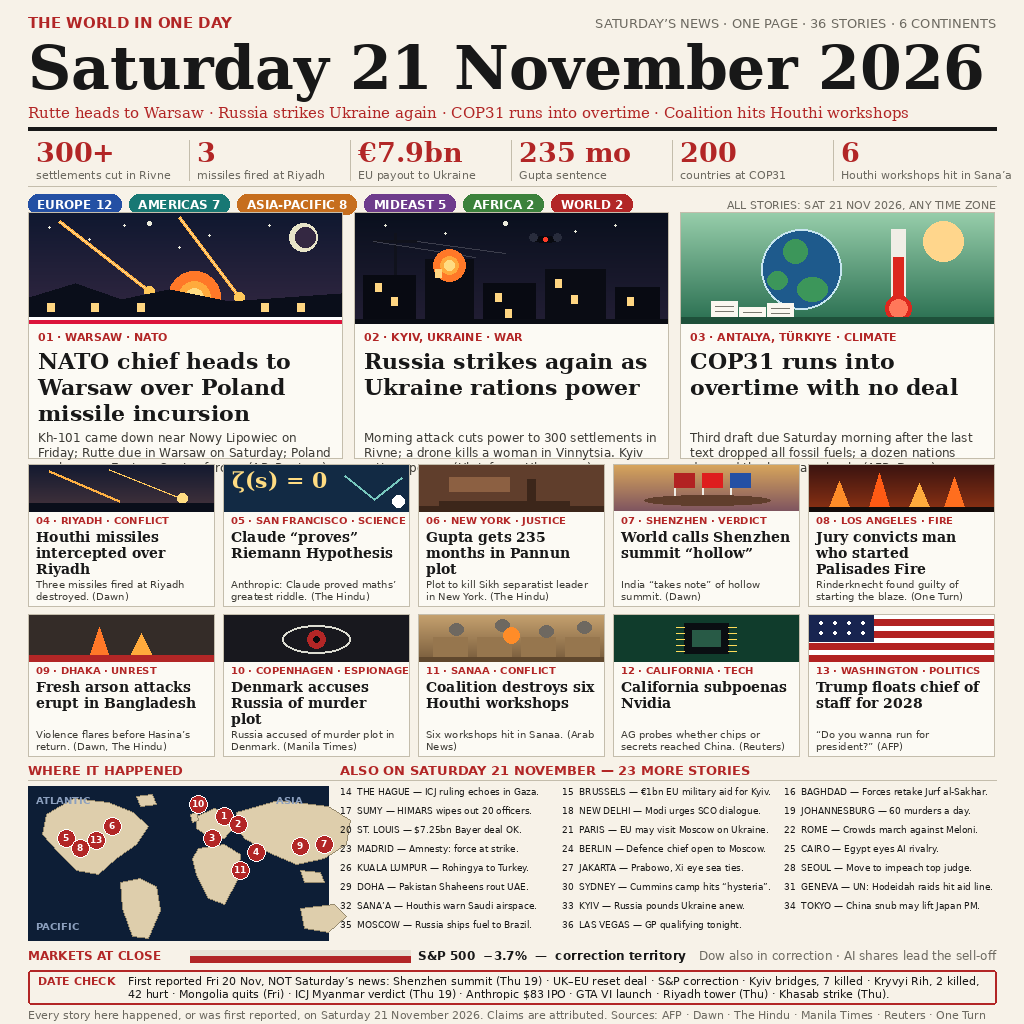 THE WORLD IN ONE DAY
SATURDAY’S NEWS · ONE PAGE · 36 STORIES · 6 CONTINENTS
Saturday 21 November 2026
Rutte heads to Warsaw · Russia strikes Ukraine again · COP31 runs into overtime · Coalition hits Houthi workshops
300+
settlements cut in Rivne
3
missiles fired at Riyadh
€7.9bn
EU payout to Ukraine
235 mo
Gupta sentence
200
countries at COP31
6
Houthi workshops hit in Sana’a
EUROPE 12
AMERICAS 7
ASIA-PACIFIC 8
MIDEAST 5
AFRICA 2
WORLD 2
ALL STORIES: SAT 21 NOV 2026, ANY TIME ZONE
01 · WARSAW · NATO
NATO chief heads to
Warsaw over Poland
missile incursion
Kh-101 came down near Nowy Lipowiec on
Friday; Rutte due in Warsaw on Saturday; Poland
02 · KYIV, UKRAINE · WAR
Russia strikes again as
Ukraine rations power
Morning attack cuts power to 300 settlements in
Rivne; a drone kills a woman in Vinnytsia. Kyiv
03 · ANTALYA, TÜRKIYE · CLIMATE
COP31 runs into
overtime with no deal
Third draft due Saturday morning after the last
text dropped all fossil fuels; a dozen nations
04 · RIYADH · CONFLICT
Houthi missiles
intercepted over
Riyadh
Three missiles fired at Riyadh
destroyed. (Dawn)
ζ(s) = 0
05 · SAN FRANCISCO · SCIENCE
Claude “proves”
Riemann Hypothesis
Anthropic: Claude proved maths’
greatest riddle. (The Hindu)
06 · NEW YORK · JUSTICE
Gupta gets 235
months in Pannun
plot
Plot to kill Sikh separatist leader
in New York. (The Hindu)
07 · SHENZHEN · VERDICT
World calls Shenzhen
summit “hollow”
India “takes note” of hollow
summit. (Dawn)
08 · LOS ANGELES · FIRE
Jury convicts man
who started
Palisades Fire
Rinderknecht found guilty of
starting the blaze. (One Turn)
09 · DHAKA · UNREST
Fresh arson attacks
erupt in Bangladesh
Violence flares before Hasina’s
return. (Dawn, The Hindu)
10 · COPENHAGEN · ESPIONAGE
Denmark accuses
Russia of murder
plot
Russia accused of murder plot in
Denmark. (Manila Times)
11 · SANAA · CONFLICT
Coalition destroys six
Houthi workshops
Six workshops hit in Sanaa. (Arab
News)
12 · CALIFORNIA · TECH
California subpoenas
Nvidia
AG probes whether chips or
secrets reached China. (Reuters)
13 · WASHINGTON · POLITICS
Trump floats chief of
staff for 2028
“Do you wanna run for
president?” (AFP)
WHERE IT HAPPENED
ATLANTIC
ASIA
PACIFIC
10
1
2
3
4
5
8
13
6
9
7
11
ALSO ON SATURDAY 21 NOVEMBER — 23 MORE STORIES
14 THE HAGUE — ICJ ruling echoes in Gaza.
15 BRUSSELS — €1bn EU military aid for Kyiv.
16 BAGHDAD — Forces retake Jurf al-Sakhar.
17 SUMY — HIMARS wipes out 20 officers.
18 NEW DELHI — Modi urges SCO dialogue.
19 JOHANNESBURG — 60 murders a day.
20 ST. LOUIS — $7.25bn Bayer deal OK.
21 PARIS — EU may visit Moscow on Ukraine.
22 ROME — Crowds march against Meloni.
23 MADRID — Amnesty: force at strike.
24 BERLIN — Defence chief open to Moscow.
25 CAIRO — Egypt eyes AI rivalry.
26 KUALA LUMPUR — Rohingya to Turkey.
27 JAKARTA — Prabowo, Xi eye sea ties.
28 SEOUL — Move to impeach top judge.
29 DOHA — Pakistan Shaheens rout UAE.
30 SYDNEY — Cummins camp hits “hysteria”.
31 GENEVA — UN: Hodeidah raids hit aid line.
32 SANA’A — Houthis warn Saudi airspace.
33 KYIV — Russia pounds Ukraine anew.
34 TOKYO — China snub may lift Japan PM.
35 MOSCOW — Russia ships fuel to Brazil.
36 LAS VEGAS — GP qualifying tonight.
MARKETS AT CLOSE
S&P 500 −3.7% — correction territory
Dow also in correction · AI shares lead the sell-off
DATE CHECK
First reported Fri 20 Nov, NOT Saturday’s news: Shenzhen summit (Thu 19) · UK–EU reset deal · S&P correction · Kyiv bridges, 7 killed · Kryvyi Rih, 2 killed,
42 hurt · Mongolia quits (Fri) · ICJ Myanmar verdict (Thu 19) · Anthropic $83 IPO · GTA VI launch · Riyadh tower (Thu) · Khasab strike (Thu).
Every story here happened, or was first reported, on Saturday 21 November 2026. Claims are attributed. Sources: AFP · Dawn · The Hindu · Manila Times · Reuters · One Turn